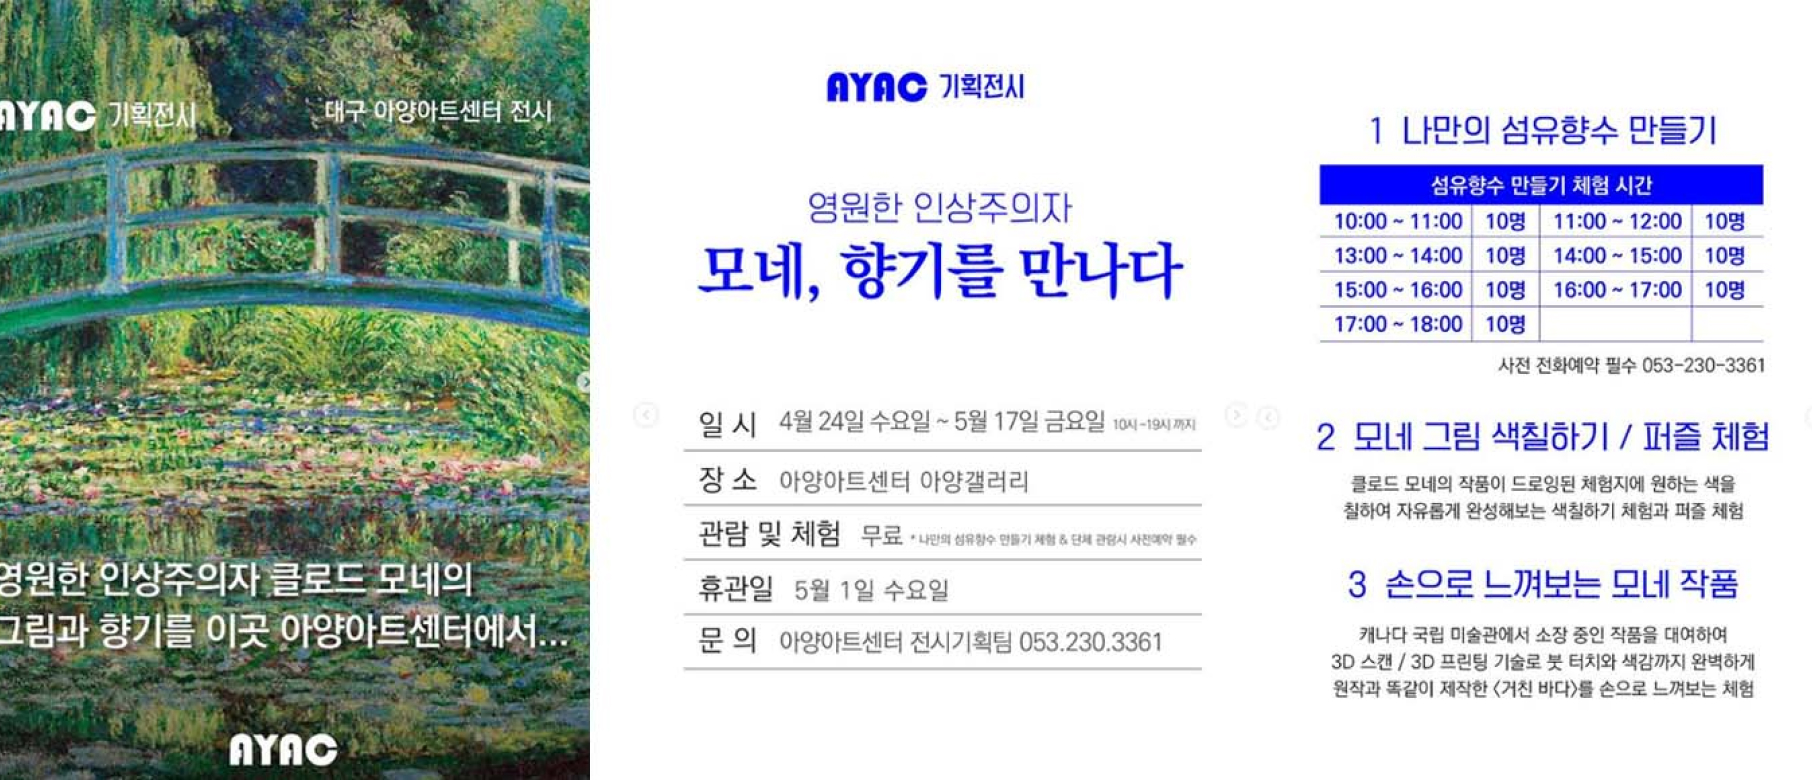 AYAC 기획전시
대구 아양아트센터 전시
영원한 인상주의자 클로드 모네의
그림과 향기를 이곳 아양아트센터에서...
AYAC
AYAC 기획전시
영원한 인상주의자
모네, 향기를 만나다
일 시 4월 24일 수요일 ~ 5월 17일 금요일 10시~19시 까지
장 소 아양아트센터 아양갤러리
관람 및 체험 무료 * 나만의 섬유향수 만들기 체험 & 단체 관람시 사전예약 필수
휴관일 5월 1일 수요일
문 의 아양아트센터 전시기획팀 053.230.3361
1 나만의 섬유향수 만들기
섬유향수 만들기 체험 시간
10:00 ~ 11:00 10명 11:00 ~ 12:00 10명
13:00 ~ 14:00 10명 14:00 ~ 15:00 10명
15:00 ~ 16:00 10명 16:00 ~ 17:00 10명
17:00 ~ 18:00 10명
사전 전화예약 필수 053-230-3361
2 모네 그림 색칠하기 / 퍼즐 체험
클로드 모네의 작품이 드로잉된 체험지에 원하는 색을
칠하여 자유롭게 완성해보는 색칠하기 체험과 퍼즐 체험
3 손으로 느껴보는 모네 작품
캐나다 국립 미술관에서 소장 중인 작품을 대여하여
3D 스캔 / 3D 프린팅 기술로 붓 터치와 색감까지 완벽하게
원작과 똑같이 제작한 〈거친 바다〉를 손으로 느껴보는 체험